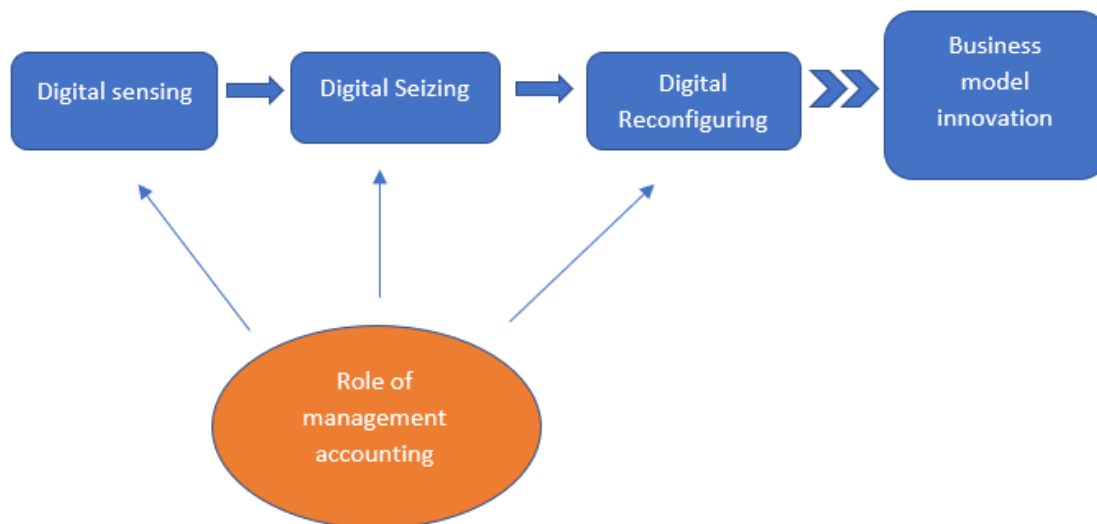 Digital sensing
Digital Seizing
Digital
Reconfiguring
Business
model
innovation
Role of
management
accounting